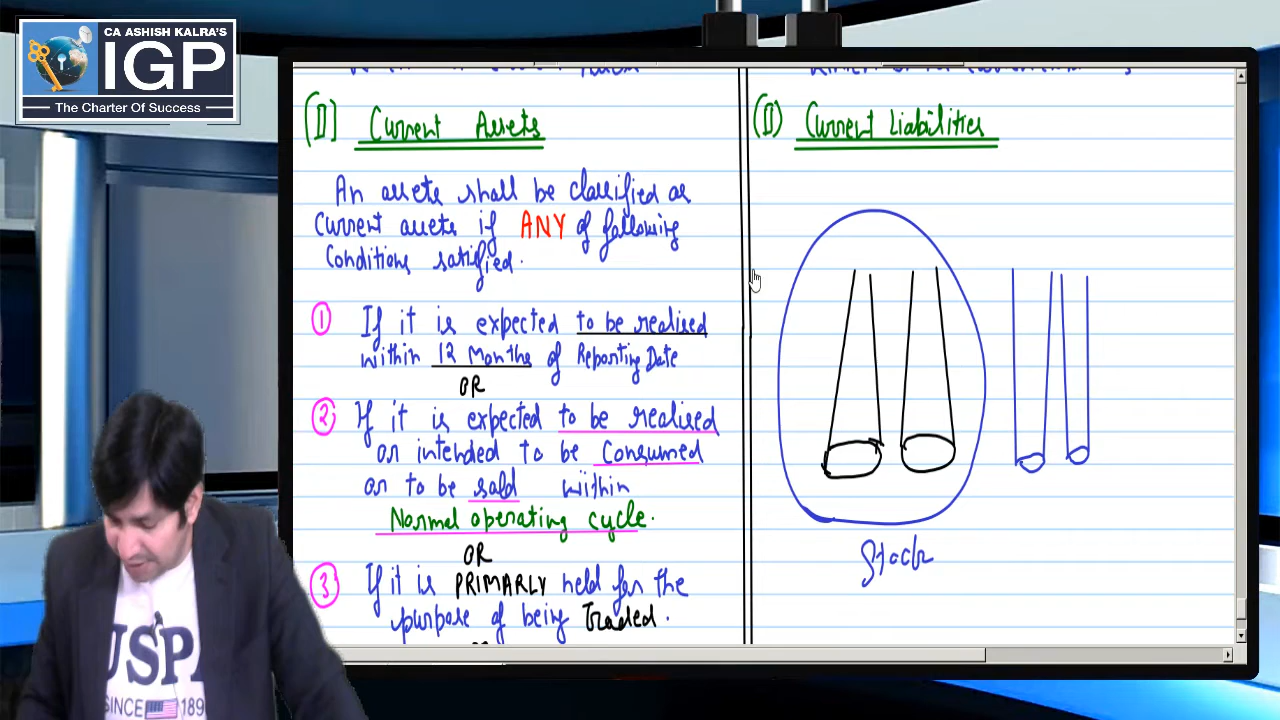 CA ASHISH KALRA'S
IGP
The Charter Of Success
(II] Current Assets
An assets shall be classified as
Current assets if ANY of following
Conditions satisfied.
① If it is expected to be realised
within 12 Months of Reporting Date
OR
② If it is expected to be realised
or intended to be Consumed
or to be sold within
Normal operating cycle.
OR
③ If it is PRIMARLY held for the
purpose of being Traded.
(II) Current Liabilities
Stock
USPA
SINCE 189